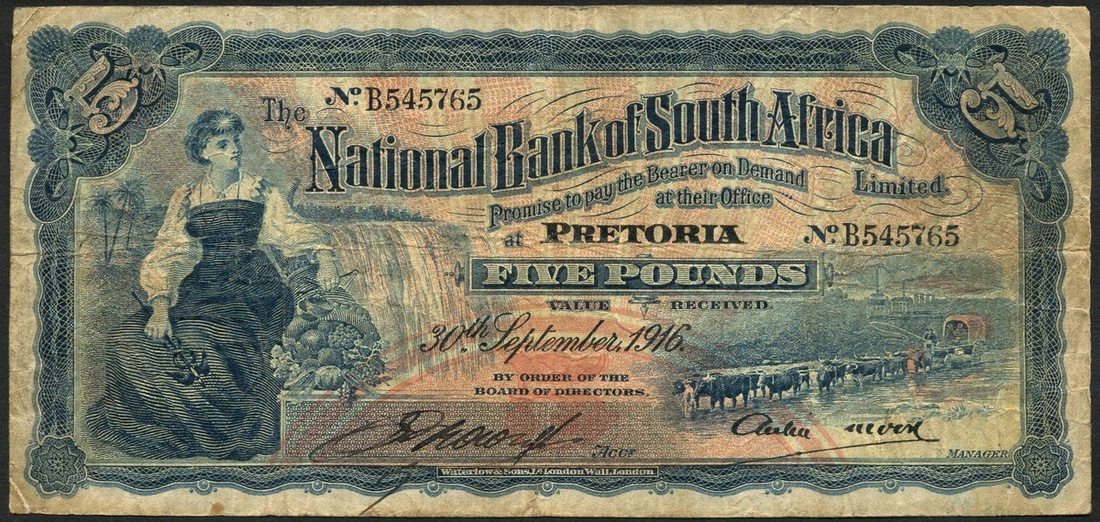 5
5
The
No. B545765
National Bank of South Africa
Limited
Promise to pay the Bearer on Demand
at their Office
at PRETORIA
No. B545765
FIVE POUNDS
VALUE RECEIVED.
30th September, 1916.
BY ORDER OF THE
BOARD OF DIRECTORS.
Acct
MANAGER
Waterlow & Sons, Ld London Wall, London.